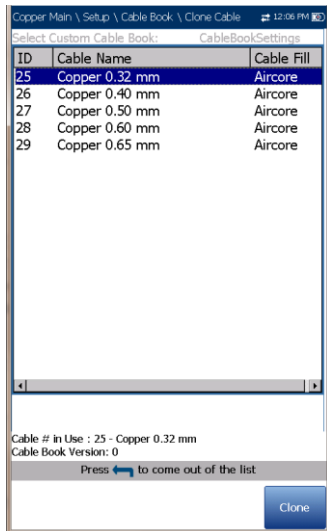 Copper Main \ Setup \ Cable Book \ Clone Cable 12:06 PM
Select Custom Cable Book: CableBookSettings
ID Cable Name Cable Fill
25 Copper 0.32 mm Aircore
26 Copper 0.40 mm Aircore
27 Copper 0.50 mm Aircore
28 Copper 0.60 mm Aircore
29 Copper 0.65 mm Aircore
Cable # in Use : 25 - Copper 0.32 mm
Cable Book Version: 0
Press to come out of the list
Clone